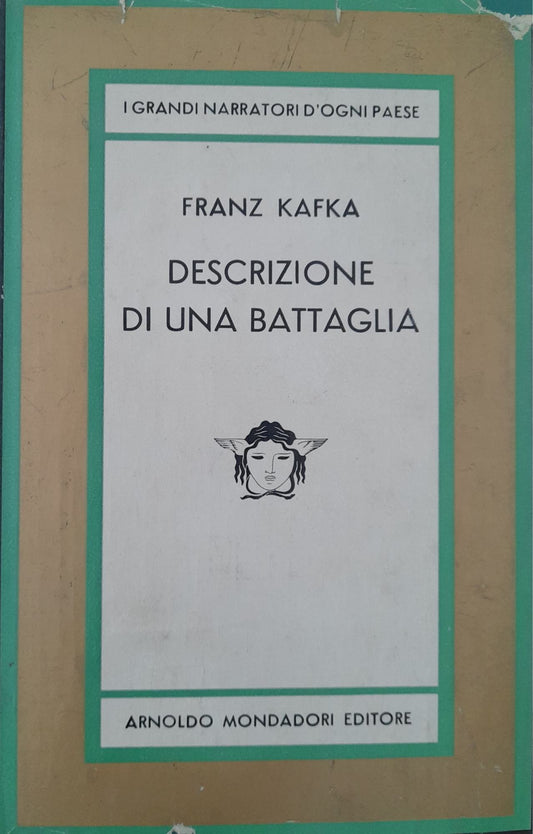 I GRANDI NARRATORI D'OGNI PAESE
FRANZ KAFKA
DESCRIZIONE
DI UNA BATTAGLIA
ARNOLDO MONDADORI EDITORE